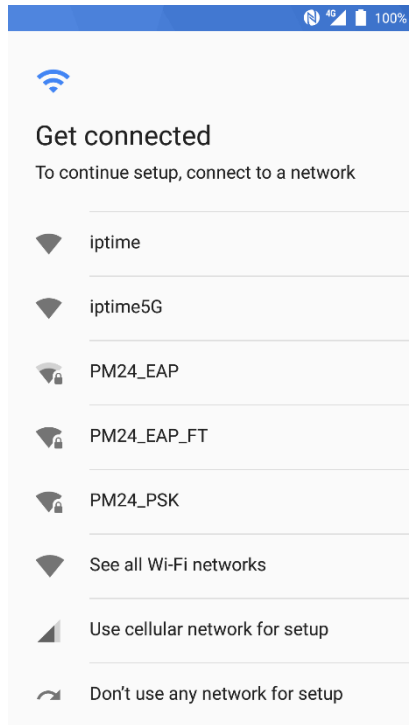 4G 100%
Get connected
To continue setup, connect to a network
iptime
iptime5G
PM24_EAP
PM24_EAP_FT
PM24_PSK
See all Wi-Fi networks
Use cellular network for setup
Don’t use any network for setup